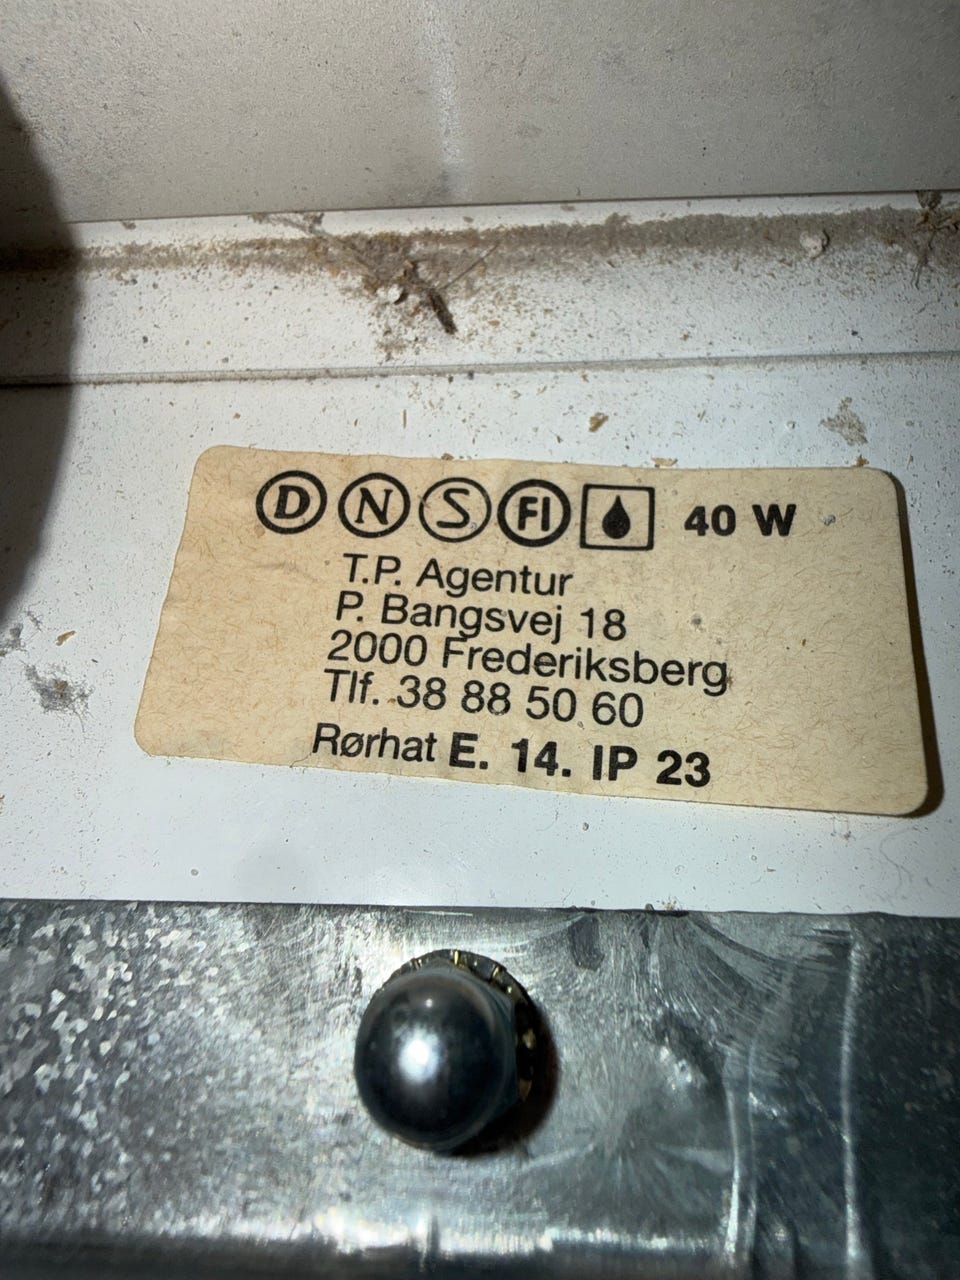 D N S FI 40 W
T.P. Agentur
P. Bangsvej 18
2000 Frederiksberg
Tlf. 38 88 50 60
Rørhat E. 14. IP 23